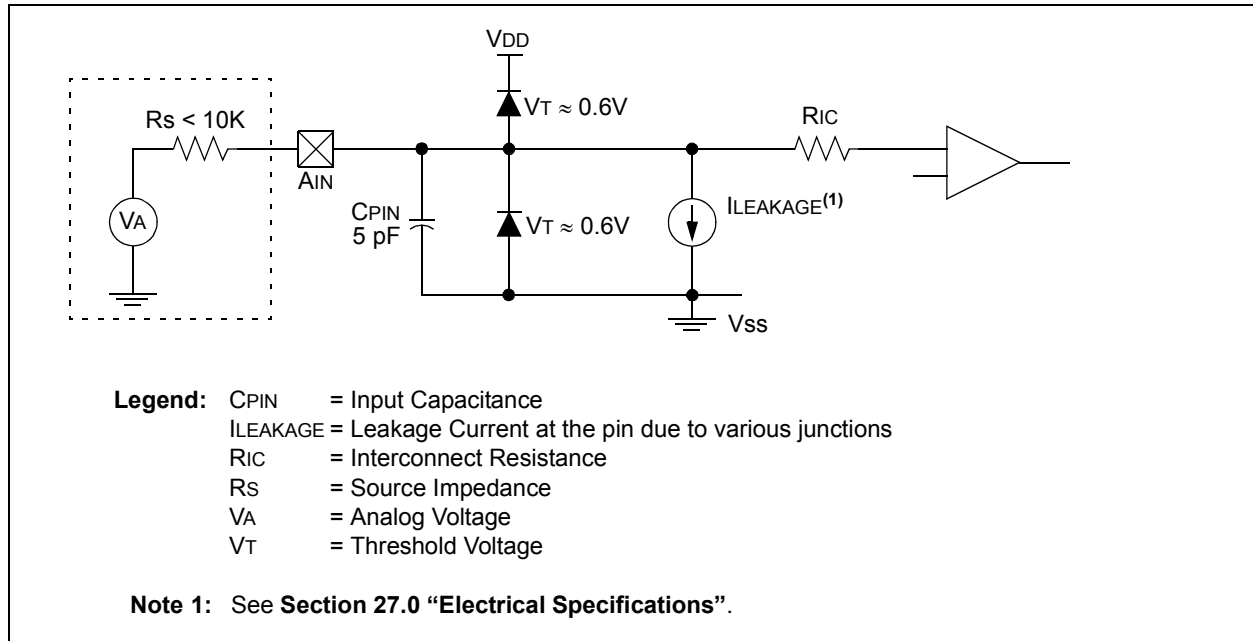 VDD
VT ≈ 0.6V
Rs < 10K
RIC
AIN
CPIN
5 pF
VT ≈ 0.6V
ILEAKAGE(1)
VA
Vss
Legend: CPIN = Input Capacitance
ILEAKAGE = Leakage Current at the pin due to various junctions
RIC = Interconnect Resistance
RS = Source Impedance
VA = Analog Voltage
VT = Threshold Voltage
Note 1: See Section 27.0 “Electrical Specifications”.